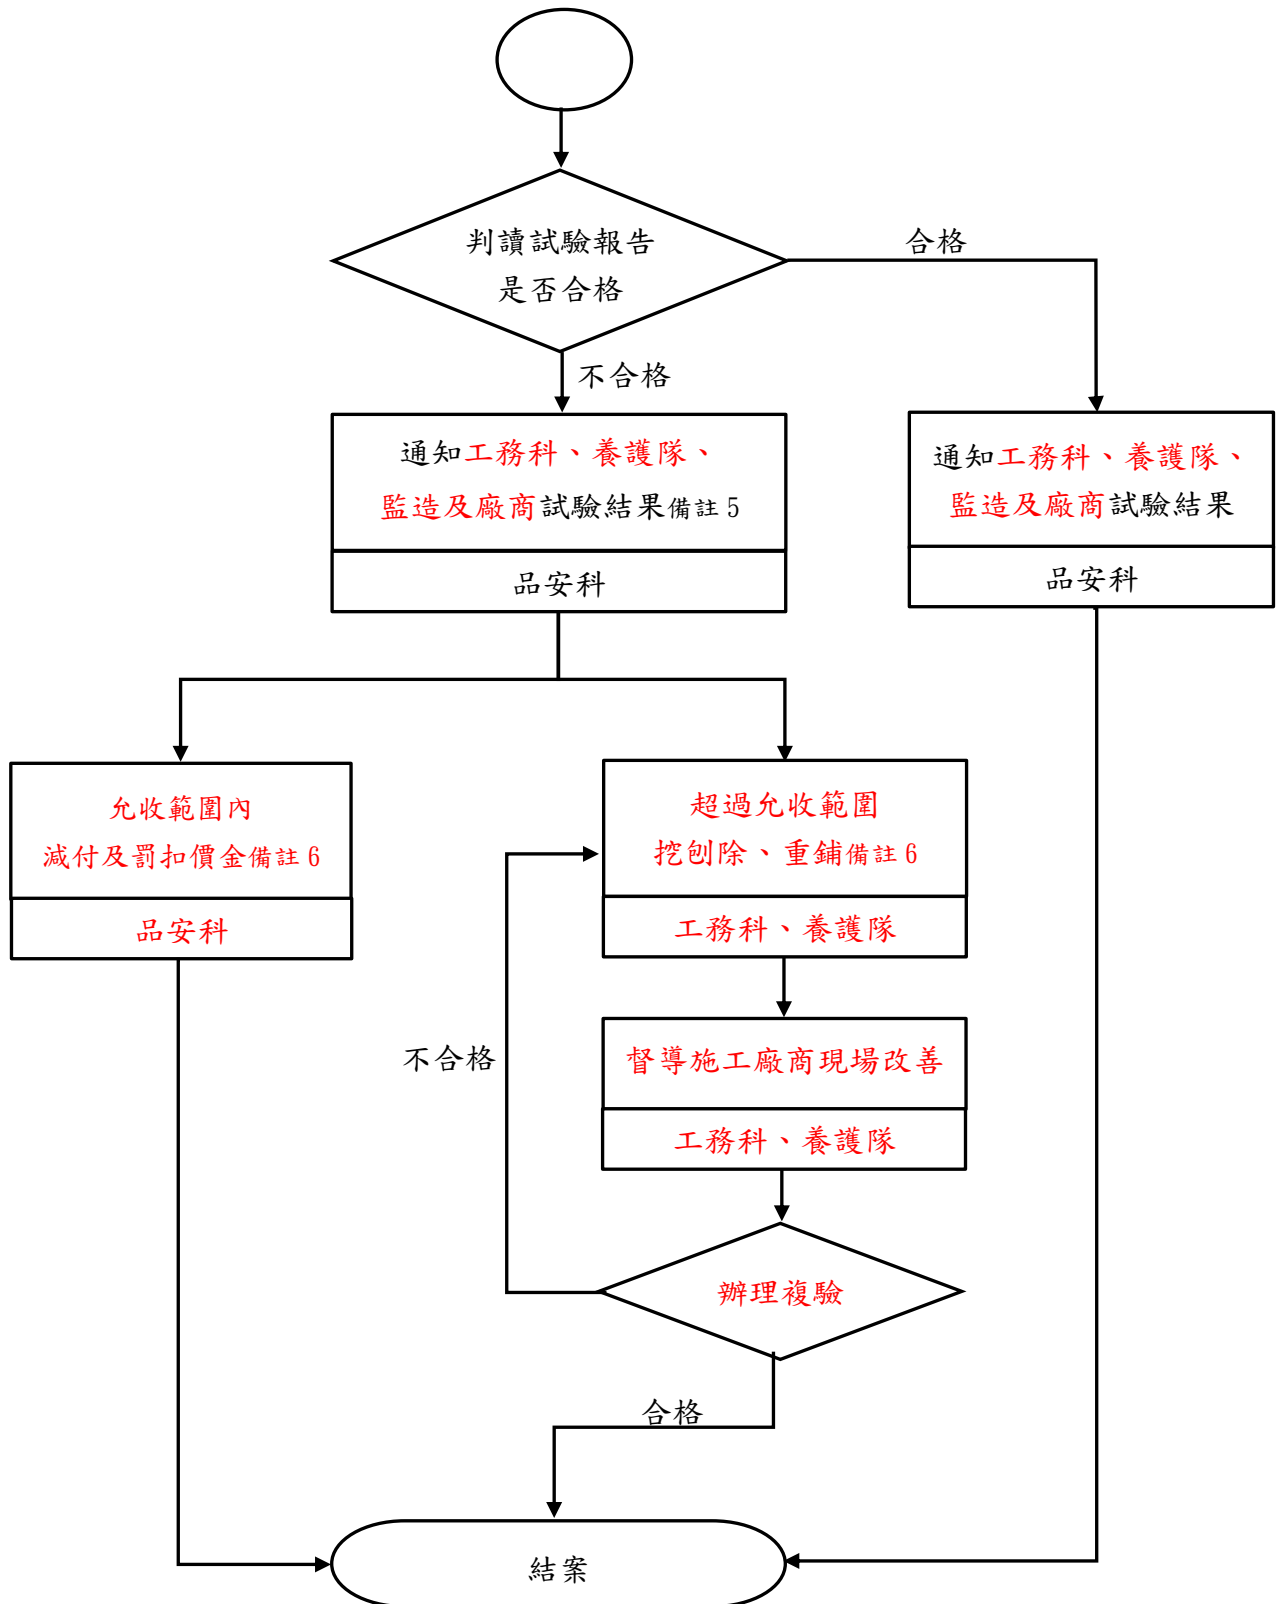 判讀試驗報告
是否合格
合格
不合格
通知工務科、養護隊、
監造及廠商試驗結果備註 5
品安科
通知工務科、養護隊、
監造及廠商試驗結果
品安科
允收範圍內
減付及罰扣價金備註 6
品安科
超過允收範圍
挖刨除、重鋪備註 6
工務科、養護隊
督導施工廠商現場改善
工務科、養護隊
不合格
辦理複驗
合格
結案